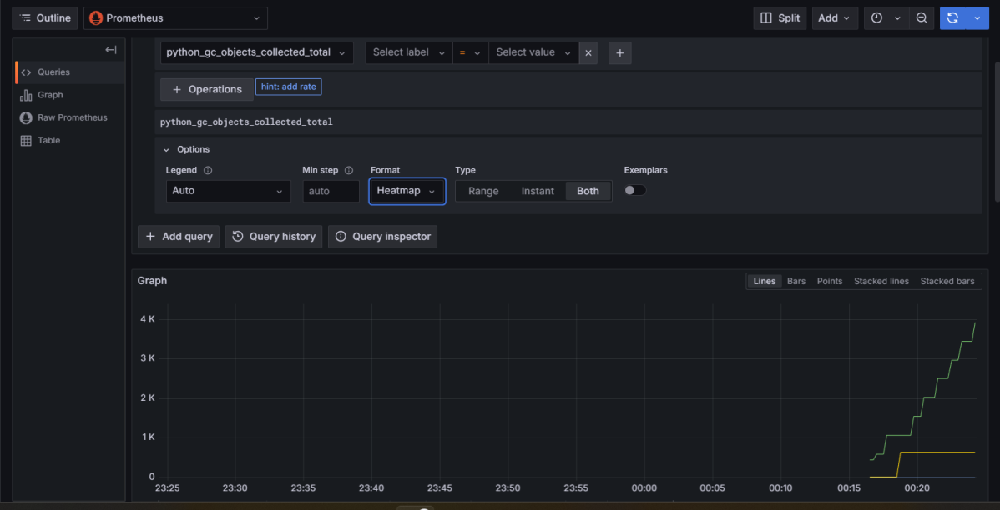 Outline
Prometheus
Split
Add
Queries
Graph
Raw Prometheus
Table
python_gc_objects_collected_total
Select label
=
Select value
+
+ Operations
hint: add rate
python_gc_objects_collected_total
Options
Legend
Min step
Format
Type
Exemplars
Auto
auto
Heatmap
Range
Instant
Both
+ Add query
Query history
Query inspector
Graph
Lines
Bars
Points
Stacked lines
Stacked bars
4 K
3 K
2 K
1 K
0
23:25
23:30
23:35
23:40
23:45
23:50
23:55
00:00
00:05
00:10
00:15
00:20